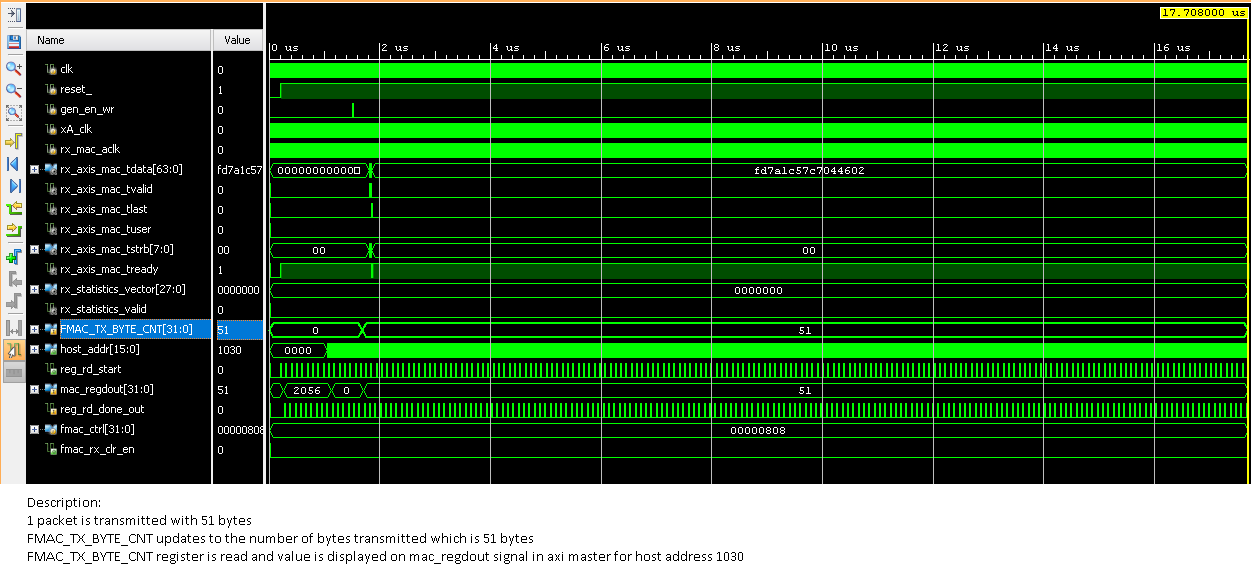 17.708000 us
Name Value
0 us 2 us 4 us 6 us 8 us 10 us 12 us 14 us 16 us
clk 0
reset_ 1
gen_en_wr 0
xA_clk 0
rx_mac_aclk 0
rx_axis_mac_tdata[63:0] fd7a1c57 00000000000 fd7a1c57c7044602
rx_axis_mac_tvalid 0
rx_axis_mac_tlast 0
rx_axis_mac_tuser 0
rx_axis_mac_tstrb[7:0] 00 00 00
rx_axis_mac_tready 1
rx_statistics_vector[27:0] 0000000 0000000
rx_statistics_valid 0
FMAC_TX_BYTE_CNT[31:0] 51 0 51
host_addr[15:0] 1030 0000
reg_rd_start 0
mac_regdout[31:0] 51 2056 0 51
reg_rd_done_out 0
fmac_ctrl[31:0] 00000808 00000808
fmac_rx_clr_en 0
Description:
1 packet is transmitted with 51 bytes
FMAC_TX_BYTE_CNT updates to the number of bytes transmitted which is 51 bytes
FMAC_TX_BYTE_CNT register is read and value is displayed on mac_regdout signal in axi master for host address 1030